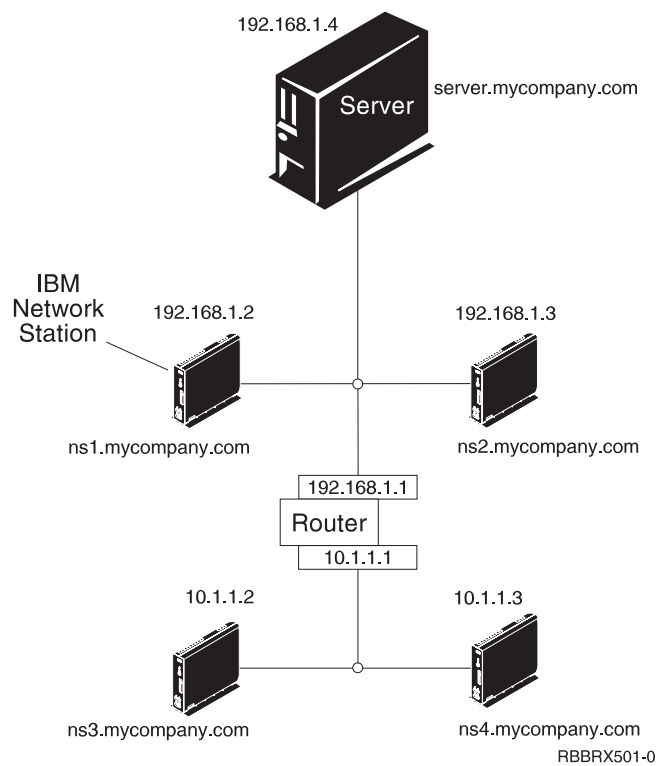 192.168.1.4
server.mycompany.com
Server
IBM
Network
Station
192.168.1.2
192.168.1.3
ns1.mycompany.com
ns2.mycompany.com
192.168.1.1
Router
10.1.1.1
10.1.1.2
10.1.1.3
ns3.mycompany.com
ns4.mycompany.com
RBBRX501-0